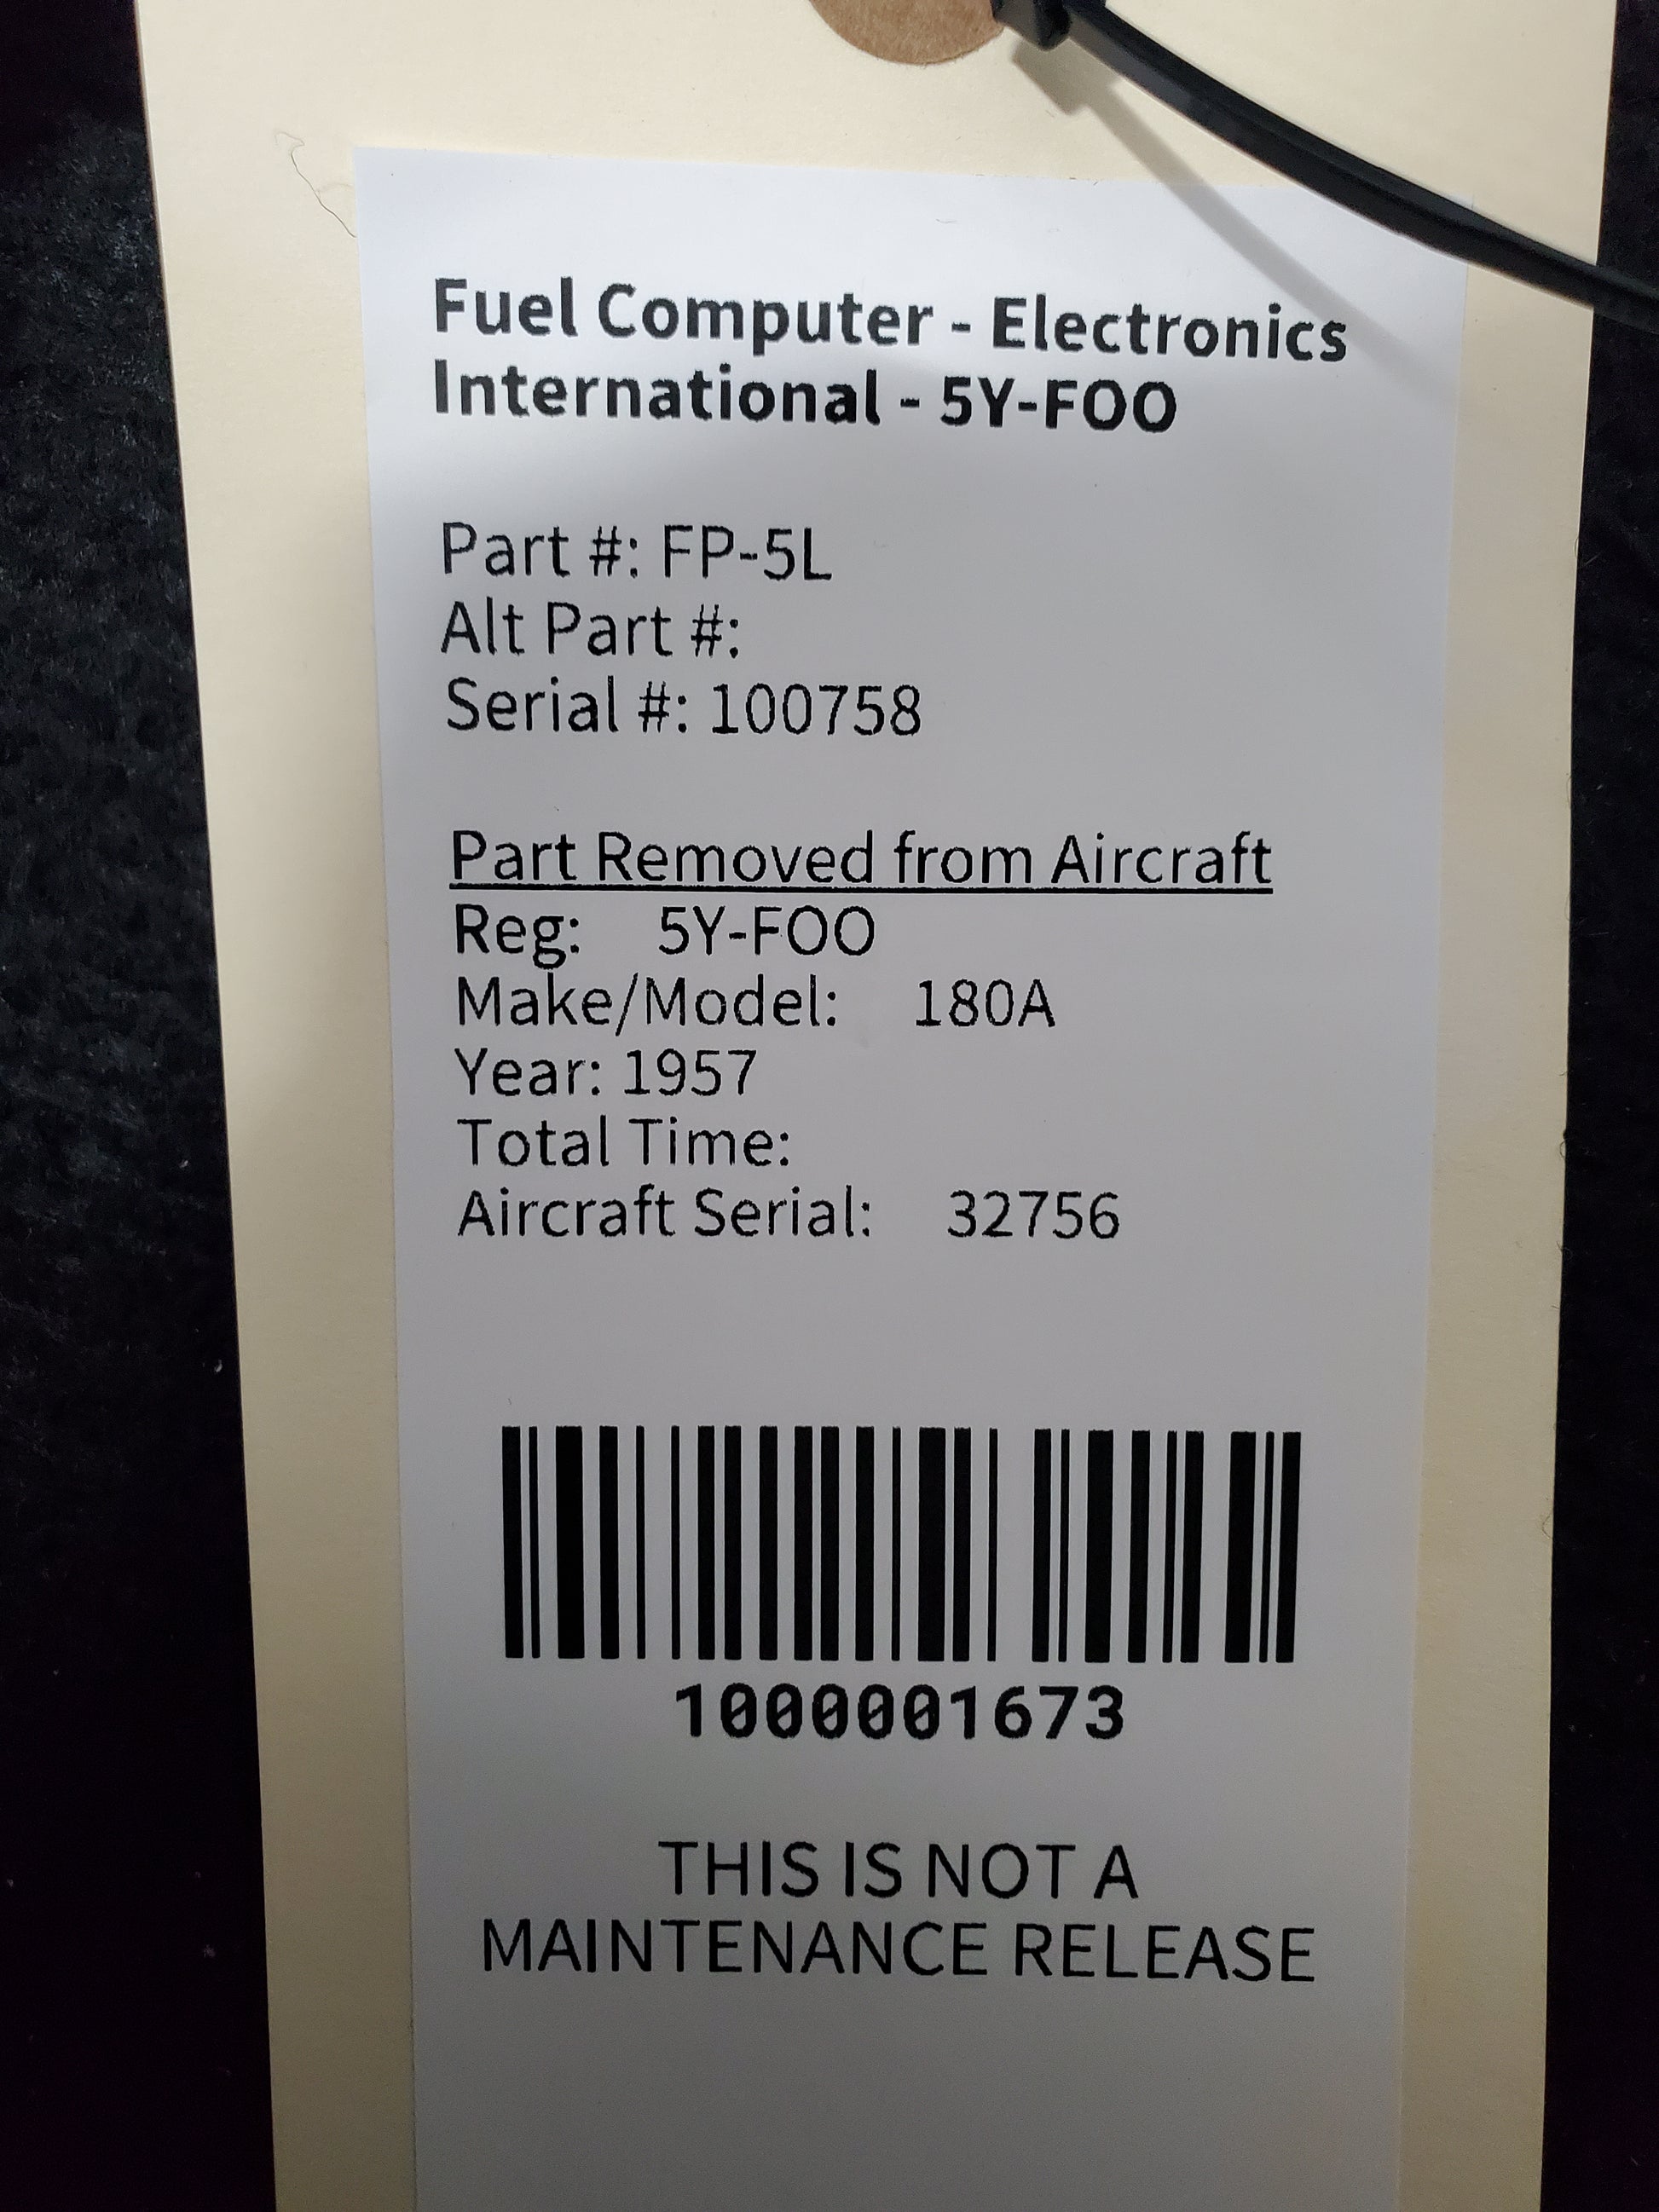 Fuel Computer - Electronics
International - 5Y-FOO
Part #: FP-5L
Alt Part #:
Serial #: 100758
Part Removed from Aircraft
Reg: 5Y-FOO
Make/Model: 180A
Year: 1957
Total Time:
Aircraft Serial: 32756
1000001673
THIS IS NOT A
MAINTENANCE RELEASE